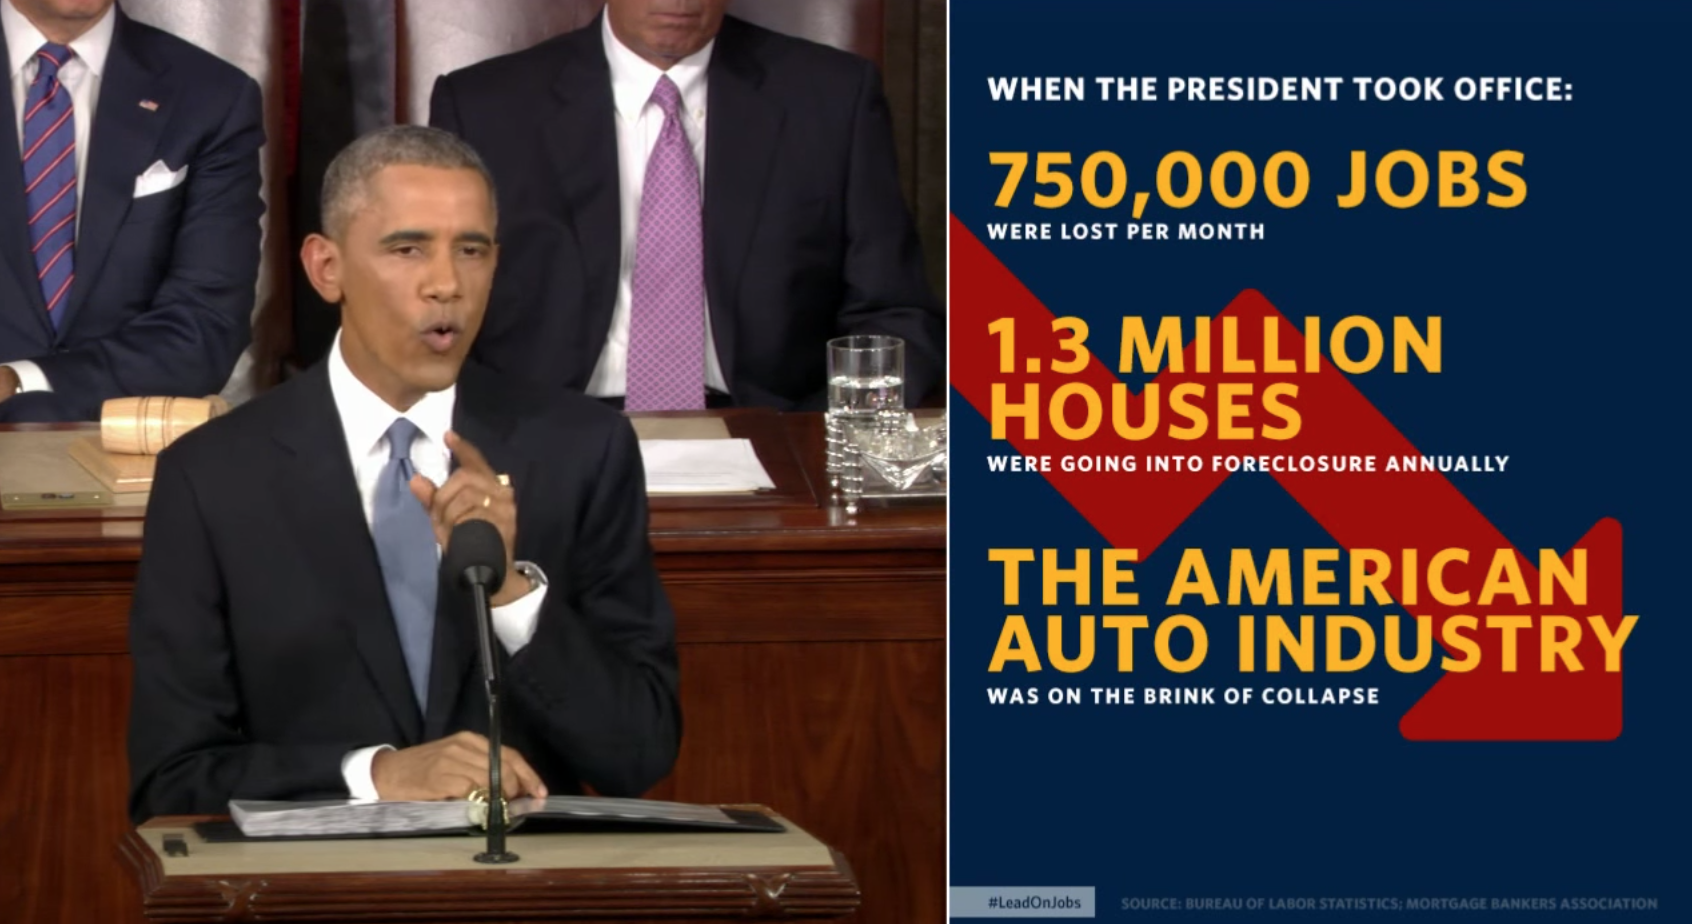 WHEN THE PRESIDENT TOOK OFFICE:
750,000 JOBS
WERE LOST PER MONTH
1.3 MILLION
HOUSES
WERE GOING INTO FORECLOSURE ANNUALLY
THE AMERICAN
AUTO INDUSTRY
WAS ON THE BRINK OF COLLAPSE
#LeadOnJobs
SOURCE: BUREAU OF LABOR STATISTICS; MORTGAGE BANKERS ASSOCIATION